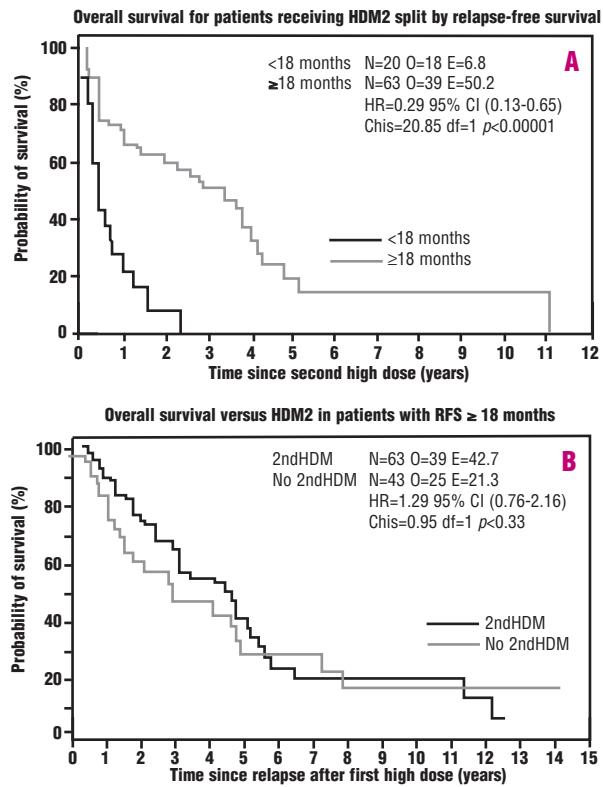 Overall survival for patients receiving HDM2 split by relapse-free survival
A
<18 months N=20 O=18 E=6.8
≥18 months N=63 O=39 E=50.2
HR=0.29 95% CI (0.13-0.65)
Chis=20.85 df=1 p<0.00001
Probability of survival (%)
100
80
60
40
20
0
<18 months
≥18 months
0 1 2 3 4 5 6 7 8 9 10 11 12
Time since second high dose (years)
Overall survival versus HDM2 in patients with RFS ≥ 18 months
B
2ndHDM N=63 O=39 E=42.7
No 2ndHDM N=43 O=25 E=21.3
HR=1.29 95% CI (0.76-2.16)
Chis=0.95 df=1 p<0.33
Probability of survival (%)
100
80
60
40
20
0
2ndHDM
No 2ndHDM
0 1 2 3 4 5 6 7 8 9 10 11 12 13 14 15
Time since relapse after first high dose (years)